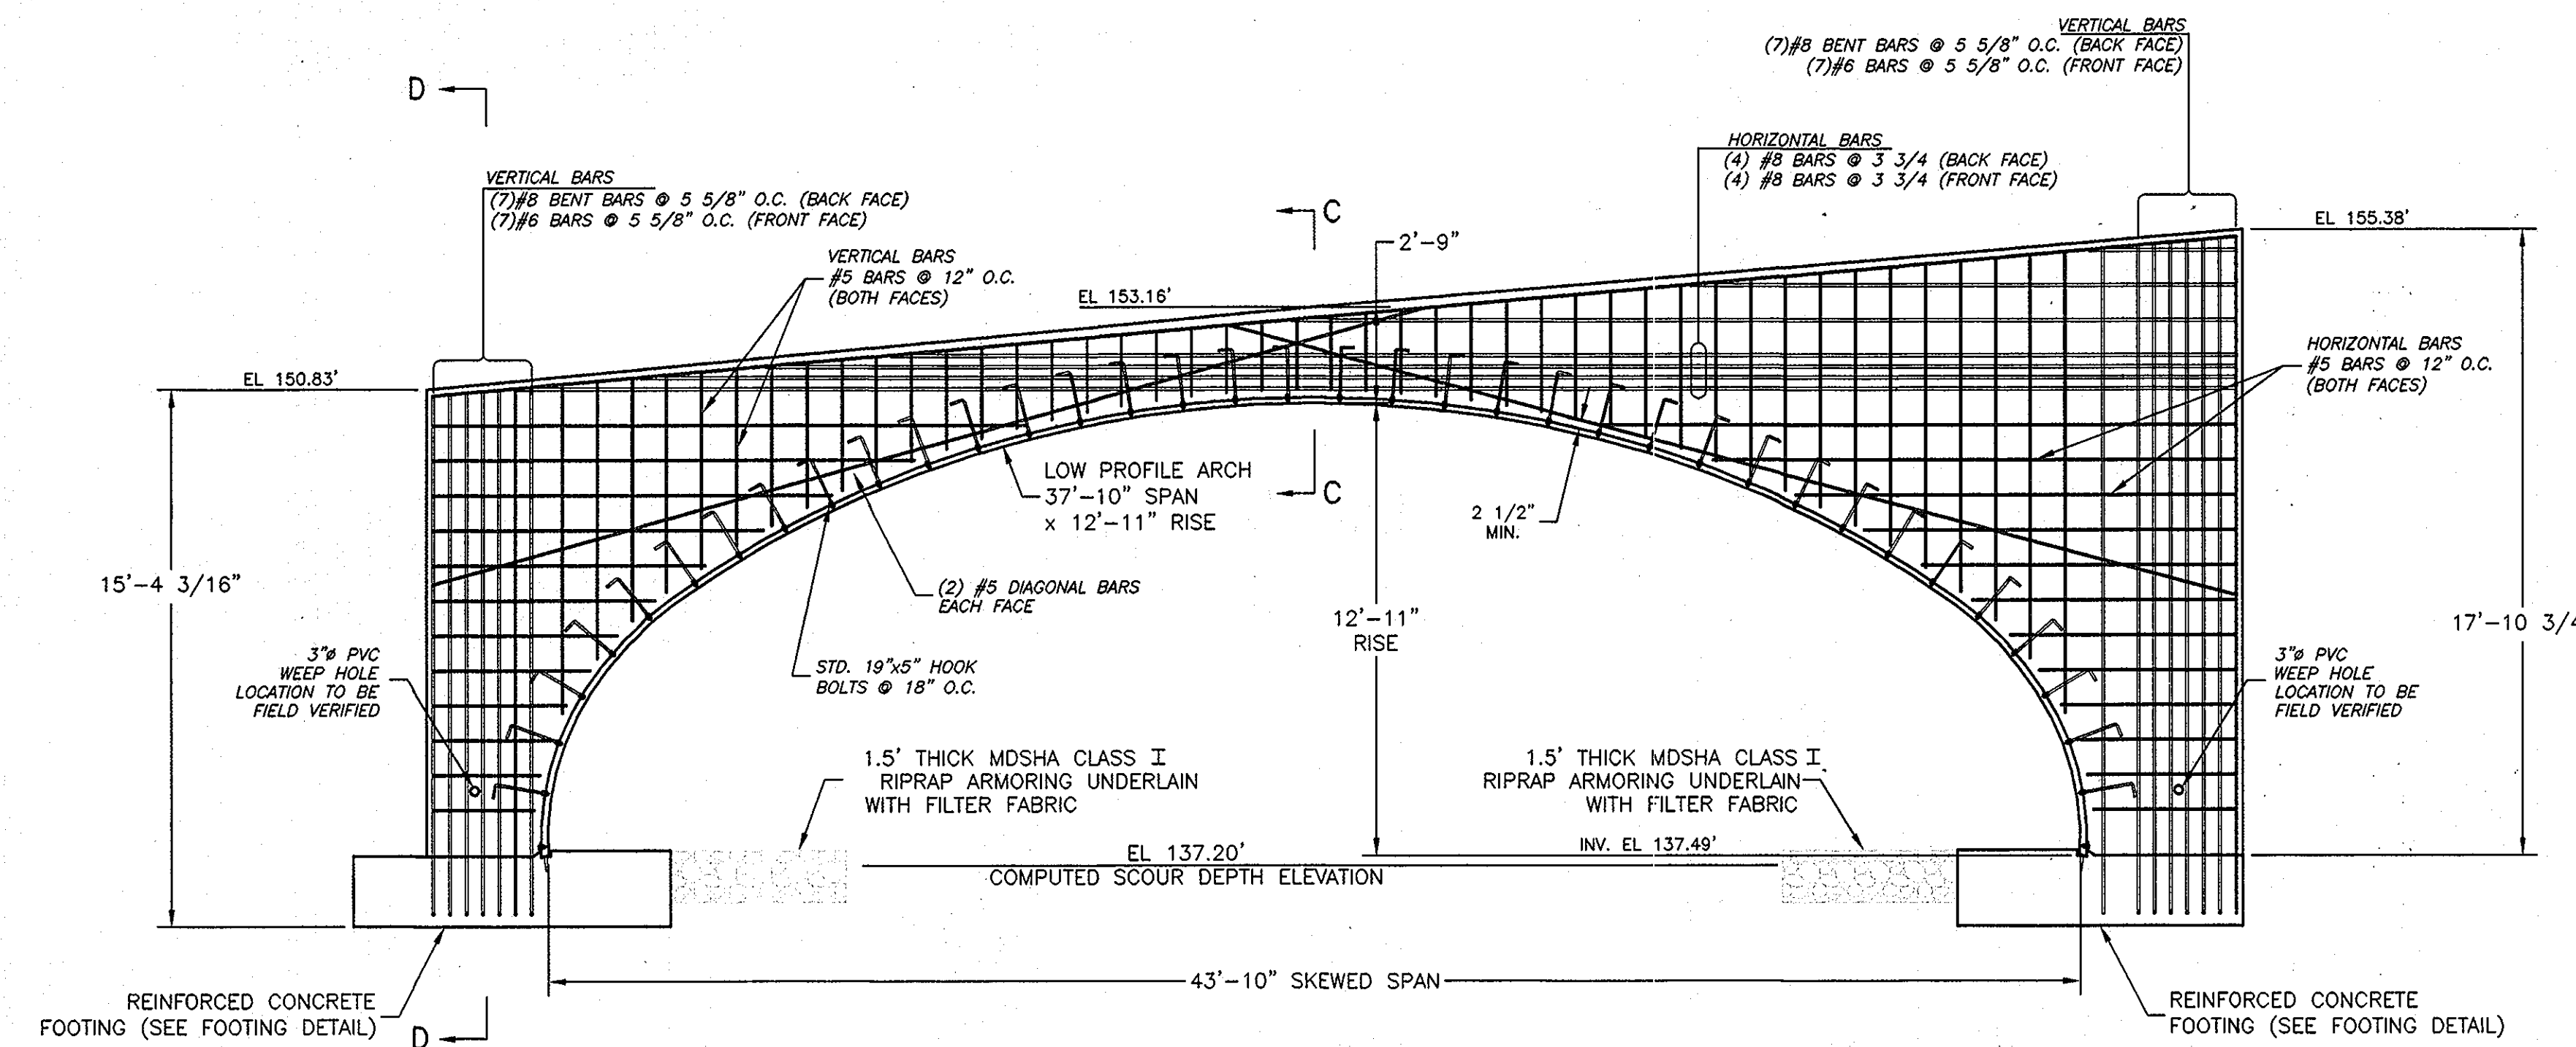 VERTICAL BARS
(7)#8 BENT BARS @ 5 5/8" O.C. (BACK FACE)
(7)#6 BARS @ 5 5/8" O.C. (FRONT FACE)
D
HORIZONTAL BARS
(4) #8 BARS @ 3 3/4 (BACK FACE)
(4) #8 BARS @ 3 3/4 (FRONT FACE)
VERTICAL BARS
(7)#8 BENT BARS @ 5 5/8" O.C. (BACK FACE)
(7)#6 BARS @ 5 5/8" O.C. (FRONT FACE)
C
EL 155.38'
2'-9"
VERTICAL BARS
#5 BARS @ 12" O.C.
(BOTH FACES)
EL 153.16'
HORIZONTAL BARS
#5 BARS @ 12" O.C.
(BOTH FACES)
EL 150.83'
LOW PROFILE ARCH
37'-10" SPAN
x 12'-11" RISE
C
2 1/2"
MIN.
15'-4 3/16"
(2) #5 DIAGONAL BARS
EACH FACE
12'-11"
RISE
17'-10 3/4
3"ø PVC
WEEP HOLE
LOCATION TO BE
FIELD VERIFIED
STD. 19"x5" HOOK
BOLTS @ 18" O.C.
3"ø PVC
WEEP HOLE
LOCATION TO BE
FIELD VERIFIED
1.5' THICK MDSHA CLASS I
RIPRAP ARMORING UNDERLAIN
WITH FILTER FABRIC
1.5' THICK MDSHA CLASS I
RIPRAP ARMORING UNDERLAIN
WITH FILTER FABRIC
INV. EL 137.49'
EL 137.20'
COMPUTED SCOUR DEPTH ELEVATION
43'-10" SKEWED SPAN
REINFORCED CONCRETE
FOOTING (SEE FOOTING DETAIL)
D
REINFORCED CONCRETE
FOOTING (SEE FOOTING DETAIL)